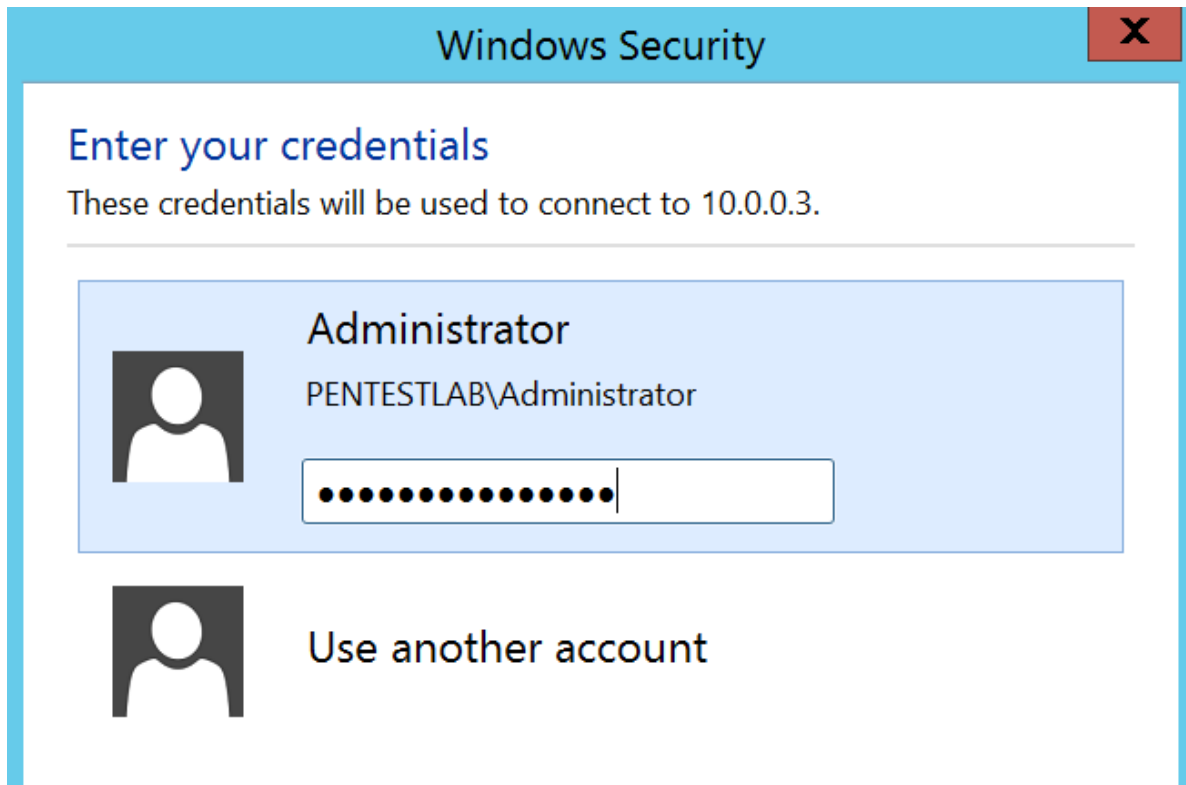 Windows Security
X
Enter your credentials
These credentials will be used to connect to 10.0.0.3.
Administrator
PENTESTLAB\Administrator
●●●●●●●●●●●●●●●
Use another account